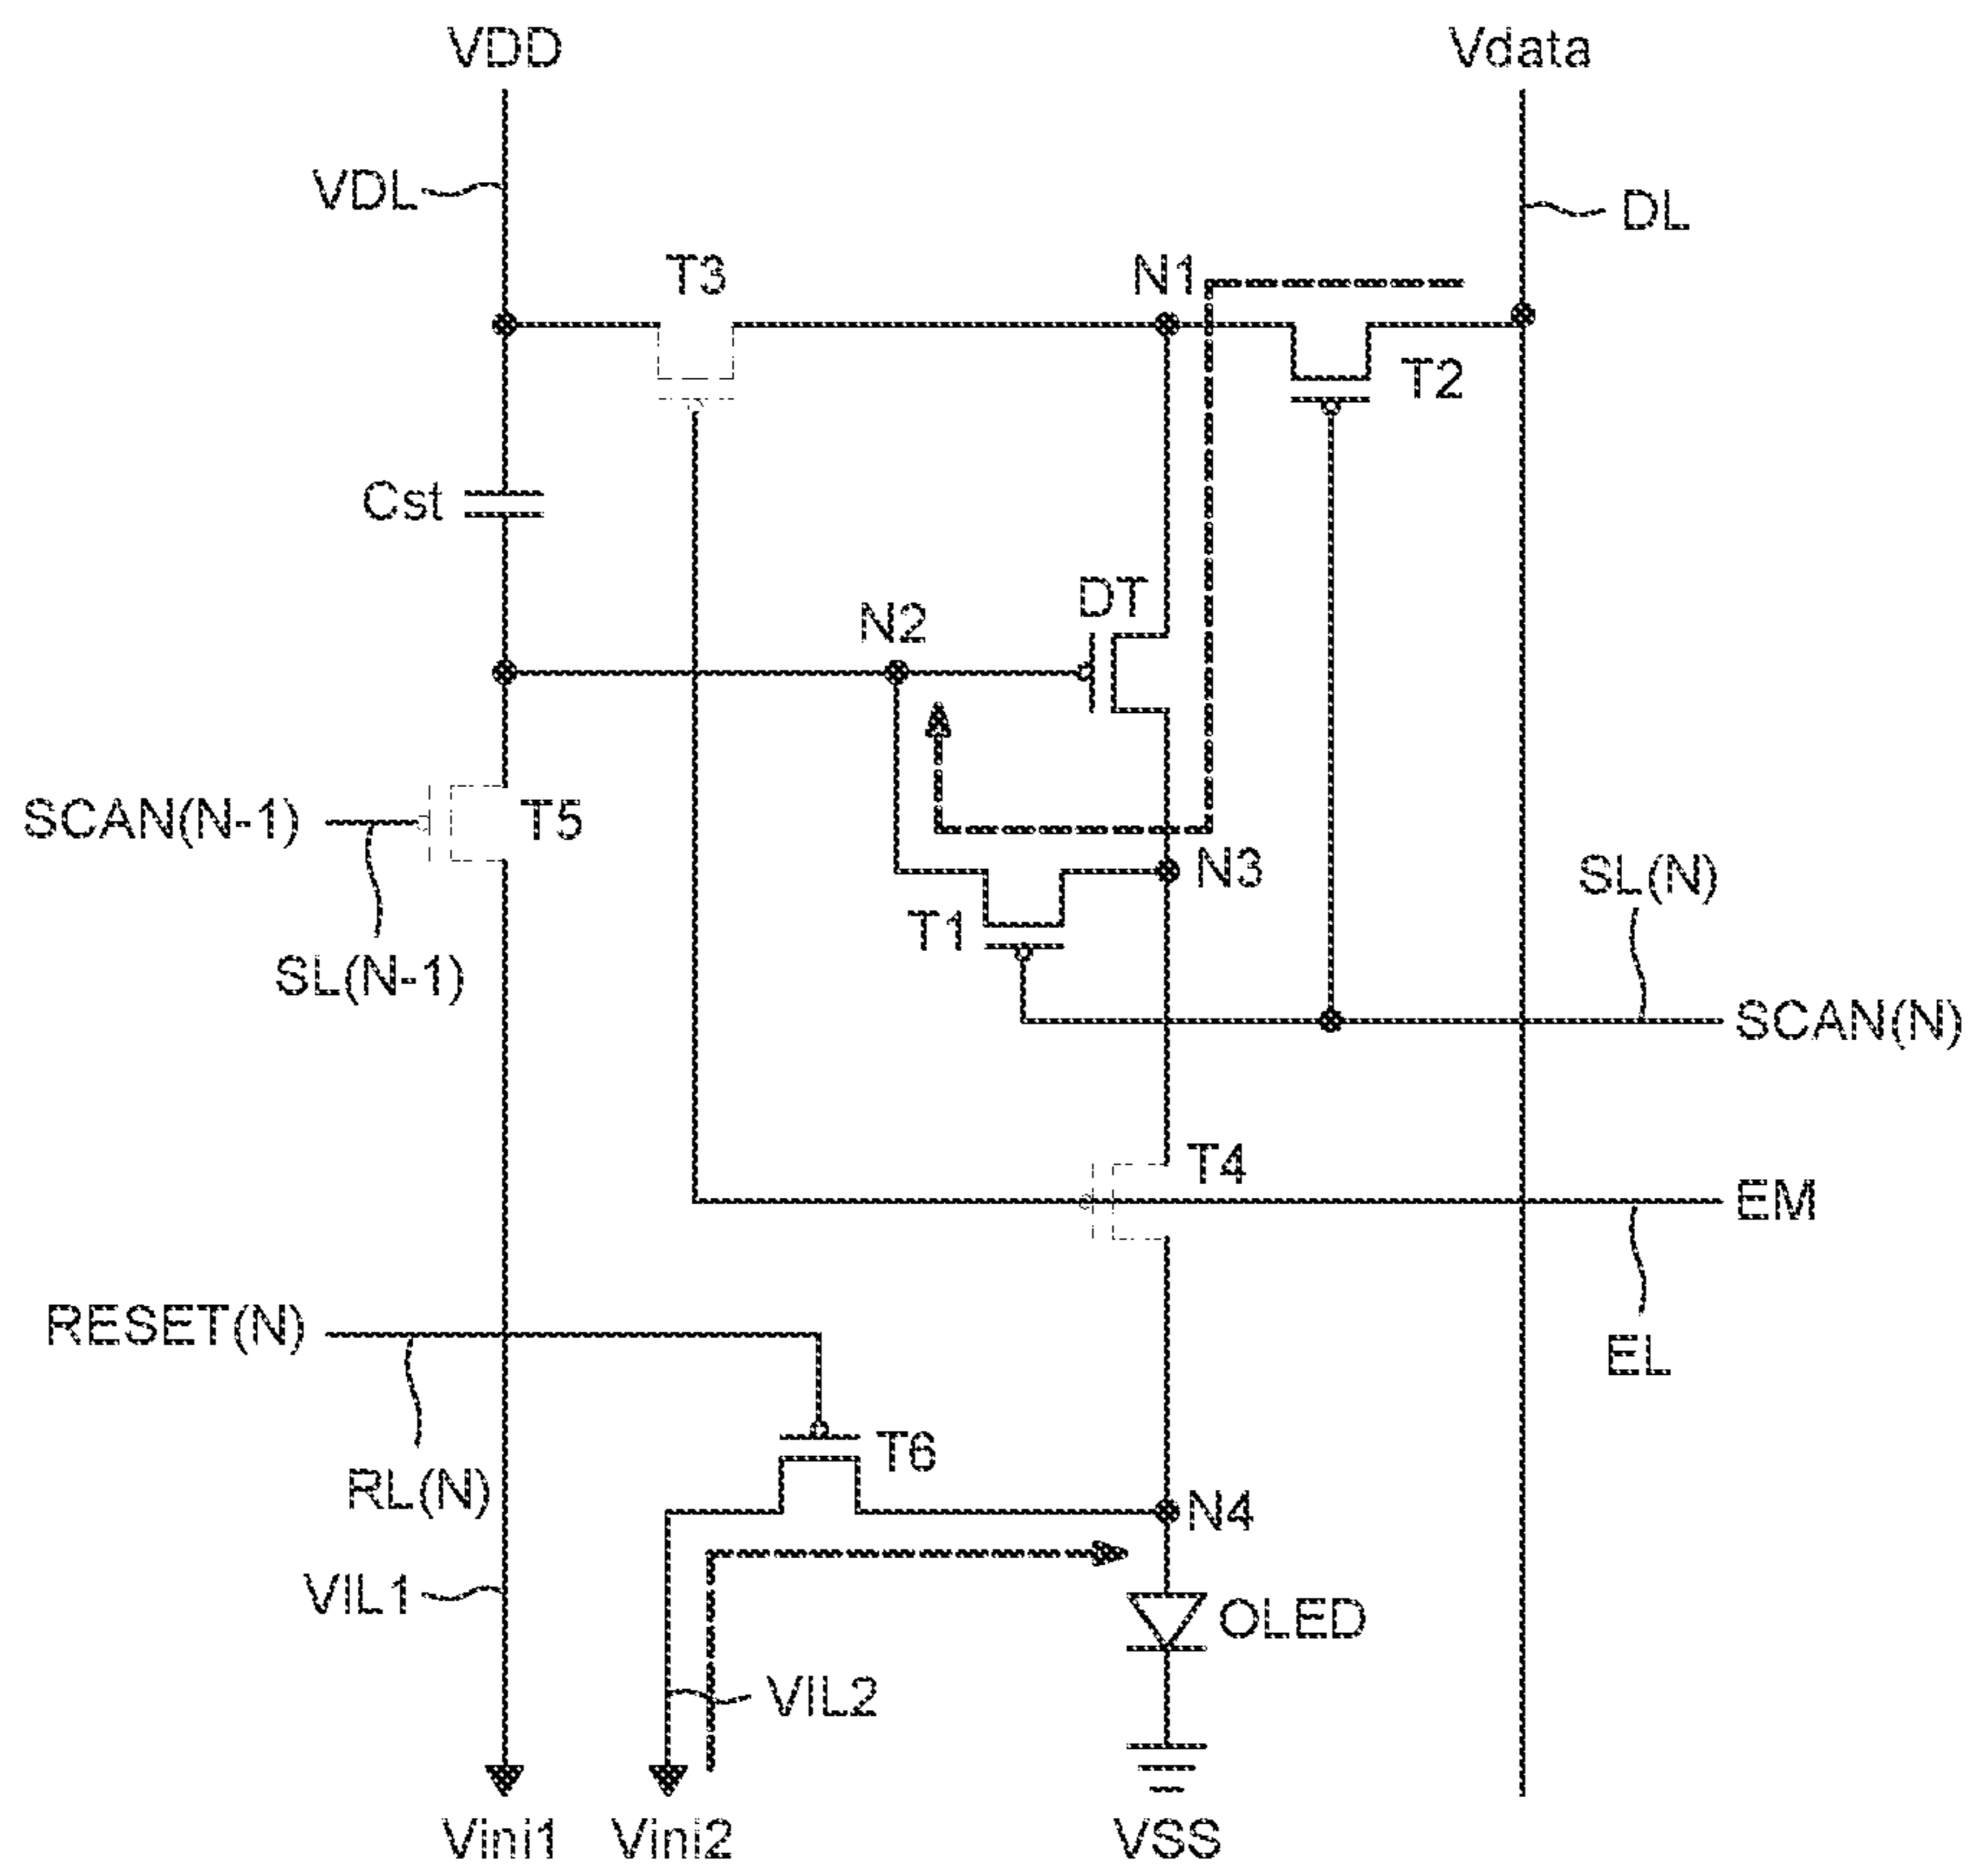 VDD
Vdata
VDL
DL
T3
N1
T2
Cst
DT
N2
SCAN(N-1)
T5
N3
SL(N)
T1
SL(N-1)
SCAN(N)
T4
EM
RESET(N)
EL
T6
RL(N)
N4
VIL1
OLED
VIL2
Vini1
Vini2
VSS